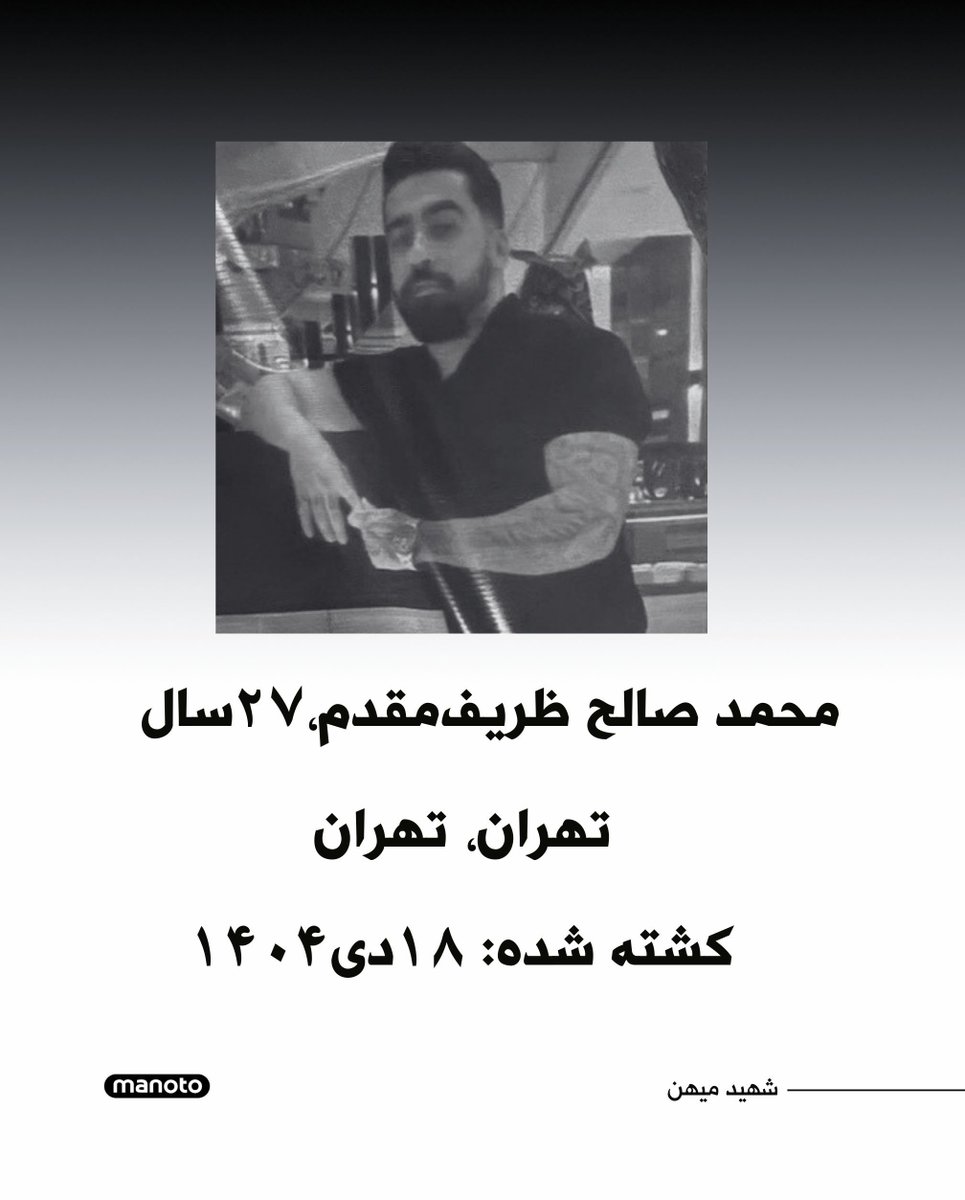 محمد صالح ظریف‌مقدم،۲۷سال
تهران، تهران
کشته شده: ۱۸دی۱۴۰۴
شهید میهن
manoto